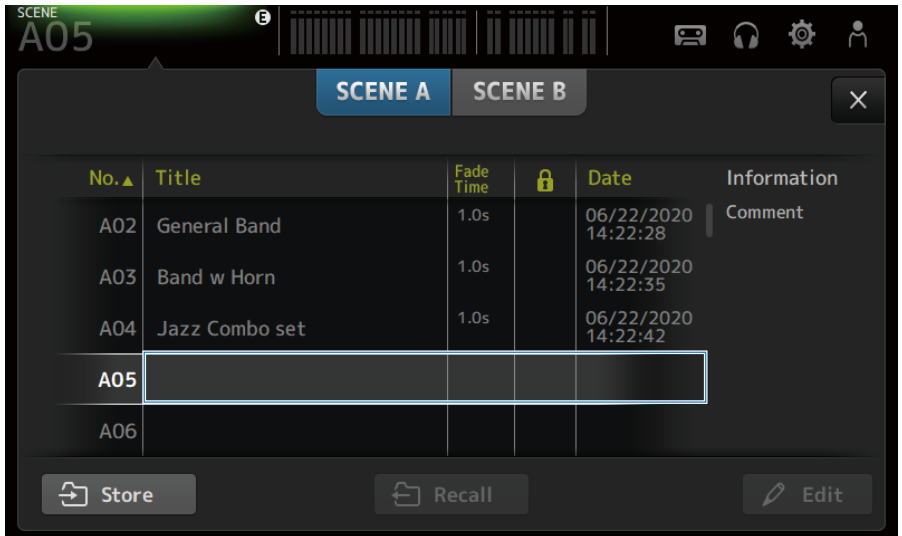 SCENE
A05
E
SCENE A SCENE B
No.▲ Title Fade Time Date Information
A02 General Band 1.0s 06/22/2020 14:22:28 Comment
A03 Band w Horn 1.0s 06/22/2020 14:22:35
A04 Jazz Combo set 1.0s 06/22/2020 14:22:42
A05
A06
Store Recall Edit